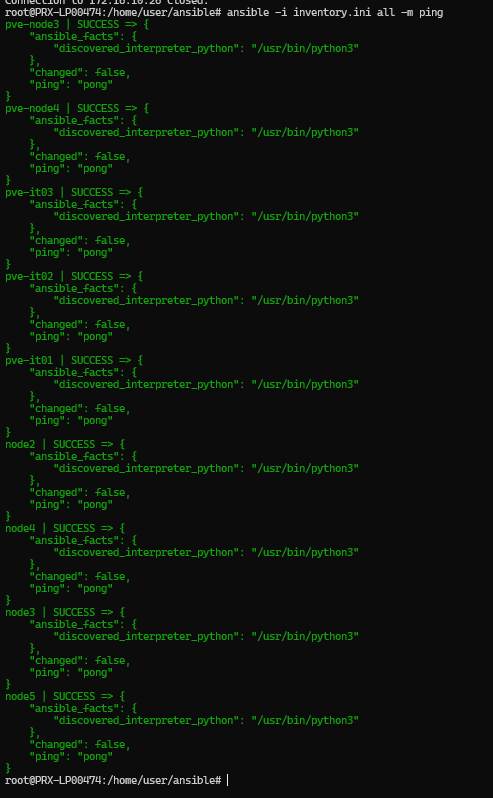 Connection to 172.16.10.26 closed.
root@PRX-LP00474:/home/user/ansible# ansible -i inventory.ini all -m ping
pve-node3 | SUCCESS => {
    "ansible_facts": {
        "discovered_interpreter_python": "/usr/bin/python3"
    },
    "changed": false,
    "ping": "pong"
}
pve-node4 | SUCCESS => {
    "ansible_facts": {
        "discovered_interpreter_python": "/usr/bin/python3"
    },
    "changed": false,
    "ping": "pong"
}
pve-it03 | SUCCESS => {
    "ansible_facts": {
        "discovered_interpreter_python": "/usr/bin/python3"
    },
    "changed": false,
    "ping": "pong"
}
pve-it02 | SUCCESS => {
    "ansible_facts": {
        "discovered_interpreter_python": "/usr/bin/python3"
    },
    "changed": false,
    "ping": "pong"
}
pve-it01 | SUCCESS => {
    "ansible_facts": {
        "discovered_interpreter_python": "/usr/bin/python3"
    },
    "changed": false,
    "ping": "pong"
}
node2 | SUCCESS => {
    "ansible_facts": {
        "discovered_interpreter_python": "/usr/bin/python3"
    },
    "changed": false,
    "ping": "pong"
}
node4 | SUCCESS => {
    "ansible_facts": {
        "discovered_interpreter_python": "/usr/bin/python3"
    },
    "changed": false,
    "ping": "pong"
}
node3 | SUCCESS => {
    "ansible_facts": {
        "discovered_interpreter_python": "/usr/bin/python3"
    },
    "changed": false,
    "ping": "pong"
}
node5 | SUCCESS => {
    "ansible_facts": {
        "discovered_interpreter_python": "/usr/bin/python3"
    },
    "changed": false,
    "ping": "pong"
}
root@PRX-LP00474:/home/user/ansible#